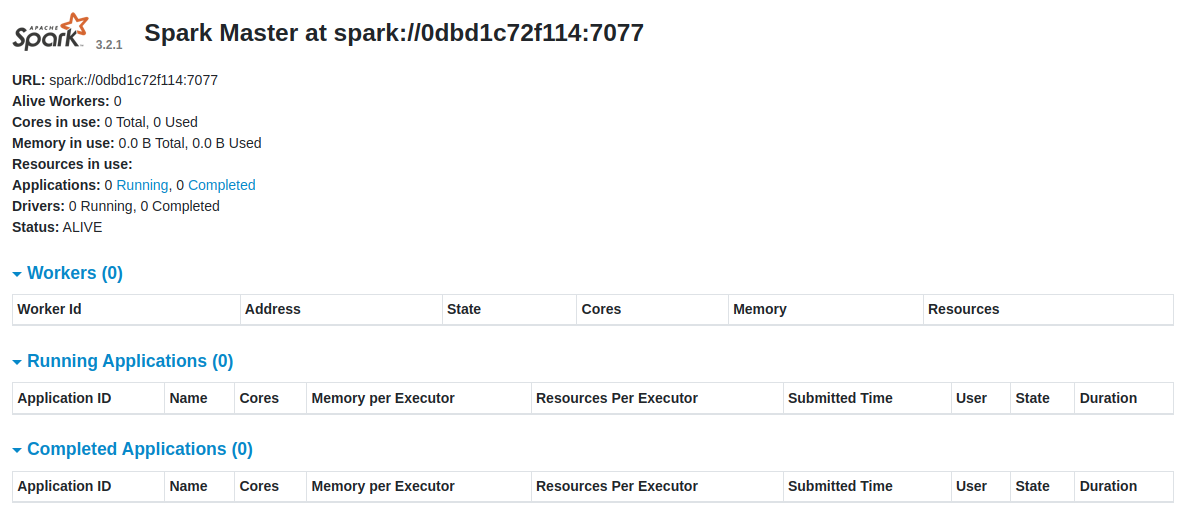 APACHE
Spark 3.2.1 Spark Master at spark://0dbd1c72f114:7077
URL: spark://0dbd1c72f114:7077
Alive Workers: 0
Cores in use: 0 Total, 0 Used
Memory in use: 0.0 B Total, 0.0 B Used
Resources in use:
Applications: 0 Running, 0 Completed
Drivers: 0 Running, 0 Completed
Status: ALIVE
Workers (0)
Worker Id Address State Cores Memory Resources
Running Applications (0)
Application ID Name Cores Memory per Executor Resources Per Executor Submitted Time User State Duration
Completed Applications (0)
Application ID Name Cores Memory per Executor Resources Per Executor Submitted Time User State Duration